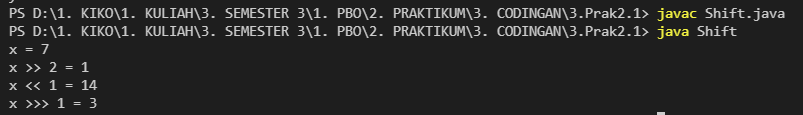 PS D:\1. KIKO\1. KULIAH\3. SEMESTER 3\1. PBO\2. PRAKTIKUM\3. CODINGAN\3.Prak2.1> javac Shift.java
PS D:\1. KIKO\1. KULIAH\3. SEMESTER 3\1. PBO\2. PRAKTIKUM\3. CODINGAN\3.Prak2.1> java Shift
x = 7
x >> 2 = 1
x << 1 = 14
x >>> 1 = 3